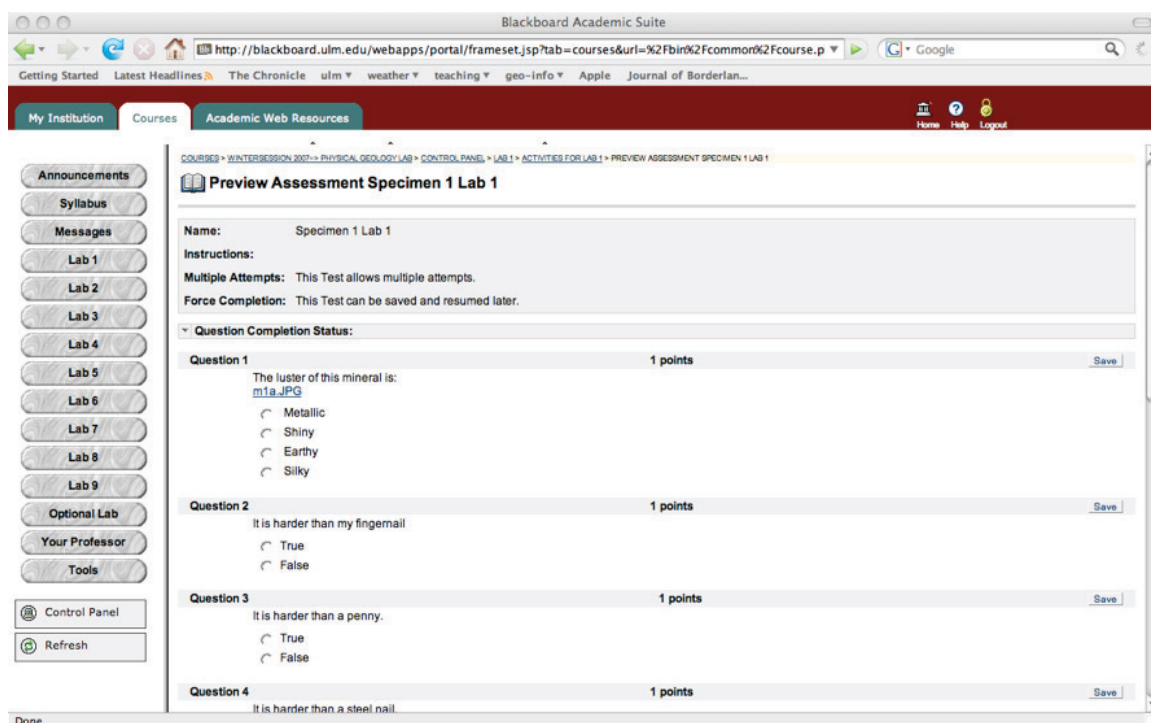 Blackboard Academic Suite
http://blackboard.ulm.edu/webapps/portal/frameset.jsp?tab=courses&url=%2Fbin%2Fcommon%2Fcourse.p
G Google
Getting Started Latest Headlines The Chronicle ulm weather teaching geo-info Apple Journal of Borderlan...
My Institution Courses Academic Web Resources
Home Help Logout
COURSES > WINTERSESSION 2007-> PHYSICAL GEOLOGY LAB > CONTROL PANEL > LAB 1 > ACTIVITIES FOR LAB 1 > PREVIEW ASSESSMENT SPECIMEN 1 LAB 1
Preview Assessment Specimen 1 Lab 1
Announcements
Syllabus
Messages
Lab 1
Lab 2
Lab 3
Lab 4
Lab 5
Lab 6
Lab 7
Lab 8
Lab 9
Optional Lab
Your Professor
Tools
Control Panel
Refresh
Name: Specimen 1 Lab 1
Instructions:
Multiple Attempts: This Test allows multiple attempts.
Force Completion: This Test can be saved and resumed later.
Question Completion Status:
Question 1 1 points Save
The luster of this mineral is:
m1a.JPG
Metallic
Shiny
Earthy
Silky
Question 2 1 points Save
It is harder than my fingernail
True
False
Question 3 1 points Save
It is harder than a penny.
True
False
Question 4 1 points Save
It is harder than a steel nail.
Done